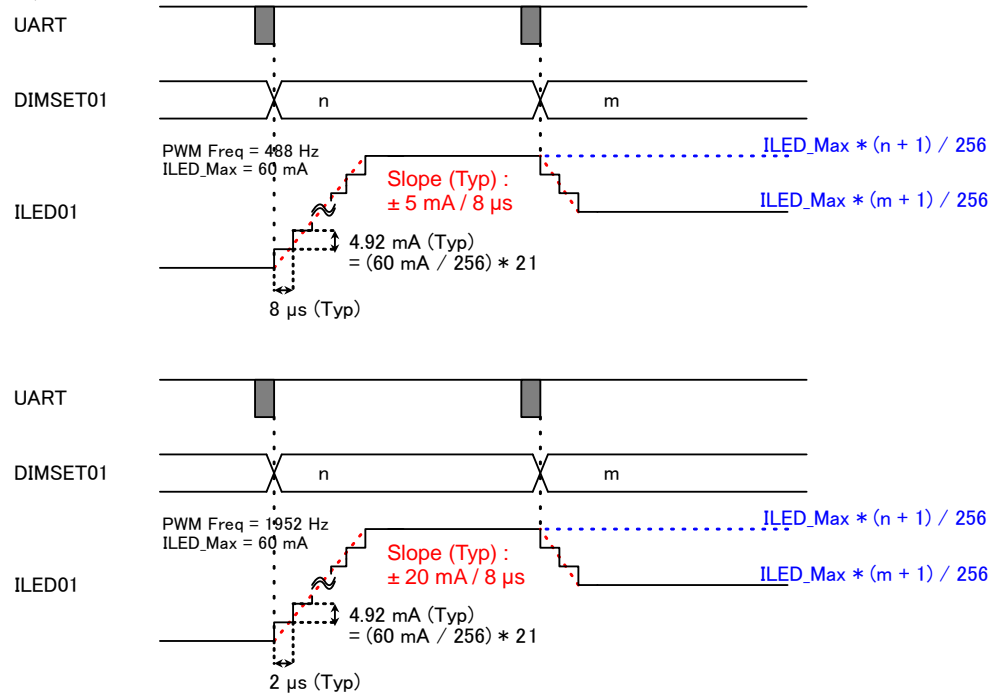 UART
DIMSET01
n
m
PWM Freq = 488 Hz
ILED_Max = 60 mA
ILED_Max * (n + 1) / 256
Slope (Typ) :
± 5 mA / 8 µs
ILED_Max * (m + 1) / 256
ILED01
4.92 mA (Typ)
= (60 mA / 256) * 21
8 µs (Typ)
UART
DIMSET01
n
m
PWM Freq = 1952 Hz
ILED_Max = 60 mA
ILED_Max * (n + 1) / 256
Slope (Typ) :
± 20 mA / 8 µs
ILED_Max * (m + 1) / 256
ILED01
4.92 mA (Typ)
= (60 mA / 256) * 21
2 µs (Typ)